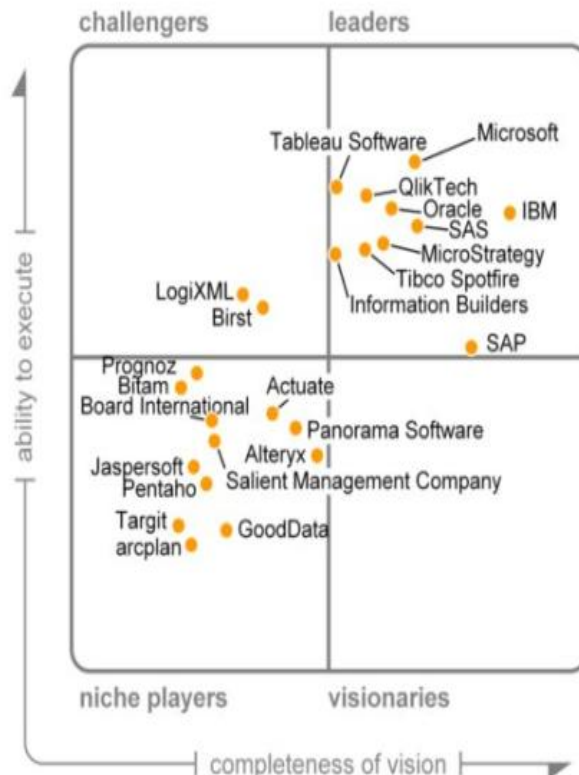 challengers
leaders
Tableau Software
Microsoft
QlikTech
Oracle
IBM
SAS
MicroStrategy
Tibco Spotfire
LogiXML
Information Builders
Birst
SAP
Prognoz
Bitam
Actuate
Board International
Panorama Software
Alteryx
Jaspersoft
Salient Management Company
Pentaho
Targit
GoodData
arcplan
niche players
visionaries
ability to execute
completeness of vision